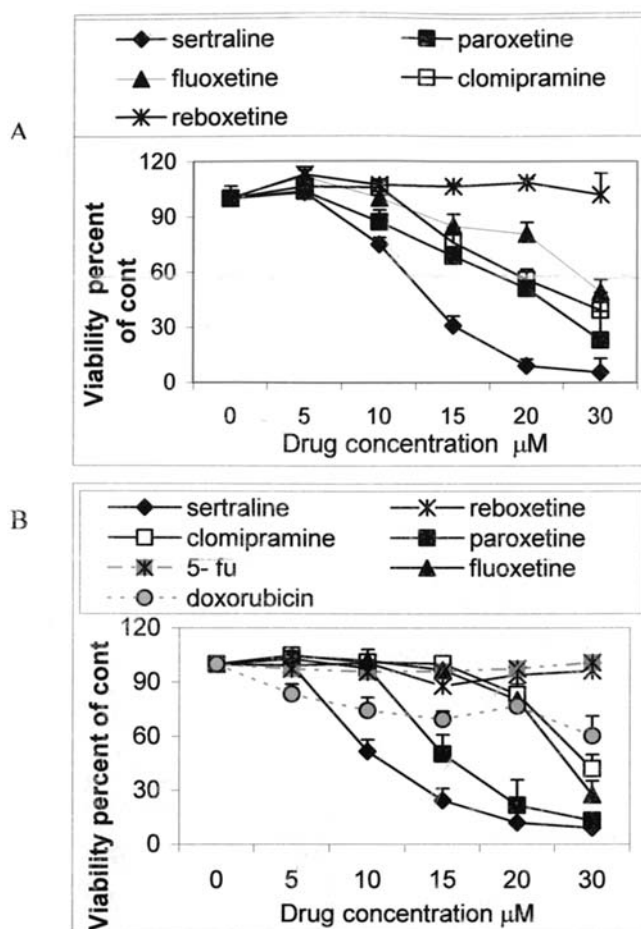 A
sertraline paroxetine
fluoxetine clomipramine
reboxetine
120
90
60
30
0
Viability percent
of cont
0 5 10 15 20 30
Drug concentration µM
B
sertraline reboxetine
clomipramine paroxetine
5- fu fluoxetine
doxorubicin
120
90
60
30
0
Viability percent of cont
0 5 10 15 20 30
Drug concentration µM